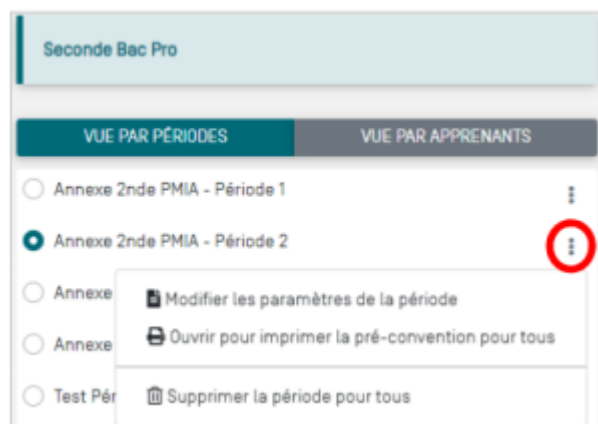 Seconde Bac Pro
VUE PAR PÉRIODES VUE PAR APPRENANTS
Annexe 2nde PMIA - Période 1
Annexe 2nde PMIA - Période 2
Annexe
Modifier les paramètres de la période
Ouvrir pour imprimer la pré-convention pour tous
Annexe
Test Pér
Supprimer la période pour tous